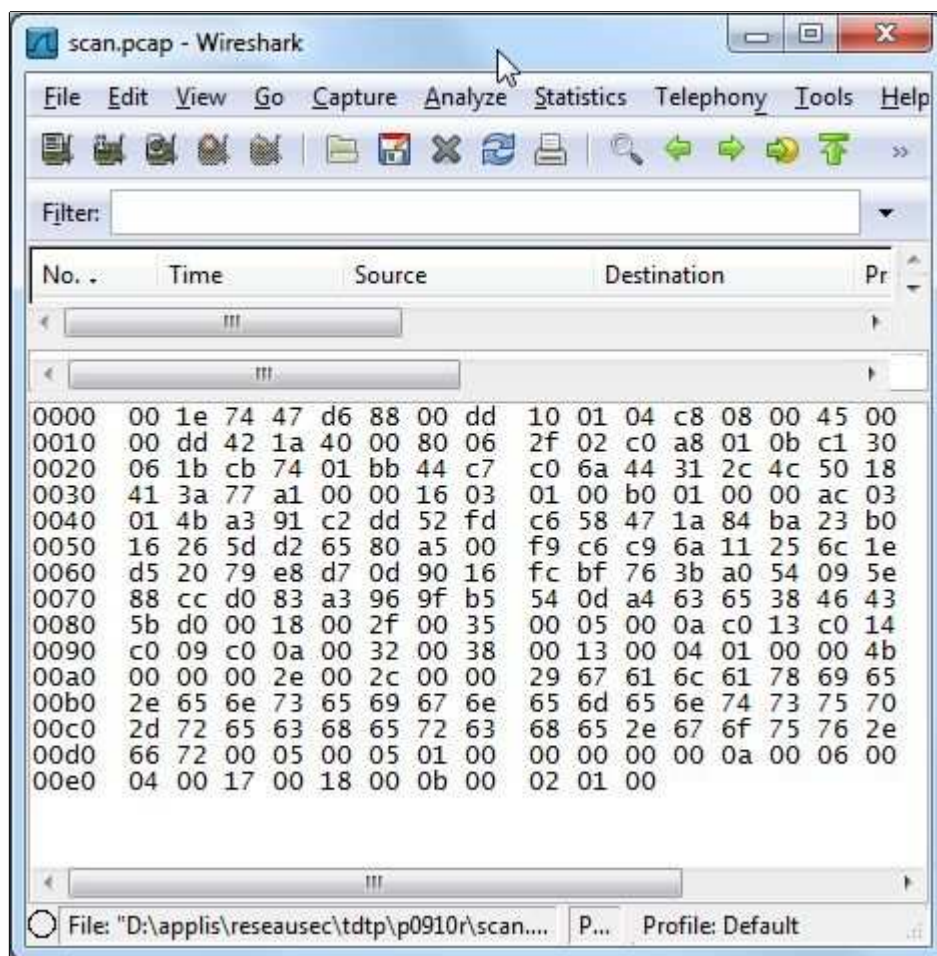 scan.pcap - Wireshark
File Edit View Go Capture Analyze Statistics Telephony Tools Help
Filter:
No. . Time Source Destination Pr
0000 00 1e 74 47 d6 88 00 dd 10 01 04 c8 08 00 45 00
0010 00 dd 42 1a 40 00 80 06 2f 02 c0 a8 01 0b c1 30
0020 06 1b cb 74 01 bb 44 c7 c0 6a 44 31 2c 4c 50 18
0030 41 3a 77 a1 00 00 16 03 01 00 b0 01 00 00 ac 03
0040 01 4b a3 91 c2 dd 52 fd c6 58 47 1a 84 ba 23 b0
0050 16 26 5d d2 65 80 a5 00 f9 c6 c9 6a 11 25 6c 1e
0060 d5 20 79 e8 d7 0d 90 16 fc bf 76 3b a0 54 09 5e
0070 88 cc d0 83 a3 96 9f b5 54 0d a4 63 65 38 46 43
0080 5b d0 00 18 00 2f 00 35 00 05 00 0a c0 13 c0 14
0090 c0 09 c0 0a 00 32 00 38 00 13 00 04 01 00 00 4b
00a0 00 00 00 2e 00 2c 00 00 29 67 61 6c 61 78 69 65
00b0 2e 65 6e 73 65 69 67 6e 65 6d 65 6e 74 73 75 70
00c0 2d 72 65 63 68 65 72 63 68 65 2e 67 6f 75 76 2e
00d0 66 72 00 05 00 05 01 00 00 00 00 00 0a 00 06 00
00e0 04 00 17 00 18 00 0b 00 02 01 00
File: "D:\applis\reseausec\tdtp\p0910r\scan.... P... Profile: Default